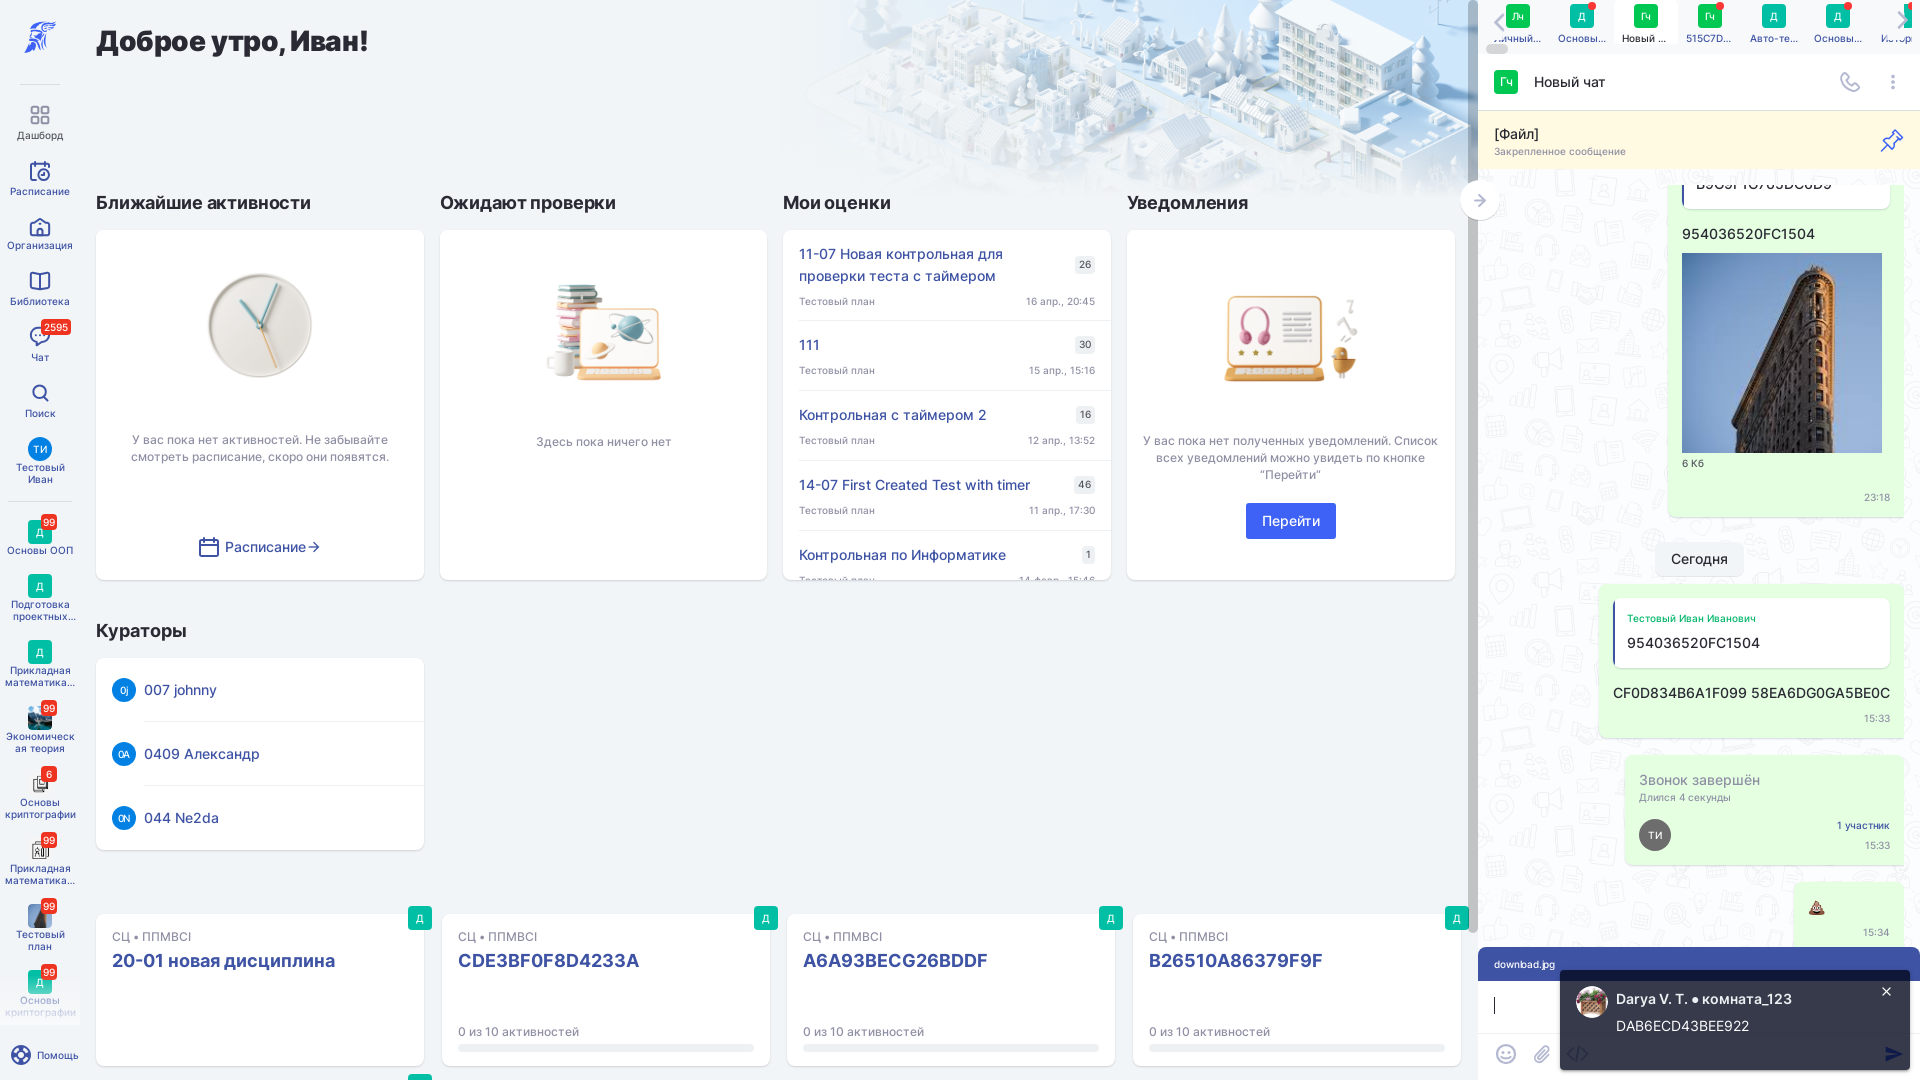 Дашборд
Расписание
Организация
Библиотека
2595
Чат
Поиск
ТИ
Тестовый
Иван
99
Д
Основы ООП
Д
Подготовка
проектных...
Д
Прикладная
математика...
99
Экономическ
ая теория
6
Основы
криптографии
99
Прикладная
математика...
99
Тестовый
план
99
Д
Основы
криптографии
Помощь
Доброе утро, Иван!
Ближайшие активности
У вас пока нет активностей. Не забывайте
смотреть расписание, скоро они появятся.
Расписание
Ожидают проверки
Здесь пока ничего нет
Мои оценки
11-07 Новая контрольная для
проверки теста с таймером
26
Тестовый план
16 апр., 20:45
111
30
Тестовый план
15 апр., 15:16
Контрольная с таймером 2
16
Тестовый план
12 апр., 13:52
14-07 First Created Test with timer
46
Тестовый план
11 апр., 17:30
Контрольная по Информатике
1
Уведомления
У вас пока нет полученных уведомлений. Список
всех уведомлений можно увидеть по кнопке
“Перейти”
Перейти
Кураторы
0j
007 johnny
0А
0409 Александр
0N
044 Ne2da
Д
СЦ • ППМВСI
20-01 новая дисциплина
Д
СЦ • ППМВСI
CDE3BF0F8D4233A
0 из 10 активностей
Д
СЦ • ППМВСI
A6A93BECG26BDDF
0 из 10 активностей
Д
СЦ • ППМВСI
B26510A86379F9F
0 из 10 активностей
Лч
Личный...
Д
Основы...
Гч
Новый ...
Гч
515C7D...
Д
Авто-те...
Д
Основы...
Гч
Новый чат
[Файл]
Закрепленное сообщение
954036520FC1504
6 Кб
23:18
Сегодня
Тестовый Иван Иванович
954036520FC1504
CF0D834B6A1F099 58EA6DG0GA5BE0C
15:33
Звонок завершён
Длился 4 секунды
ТИ
1 участник
15:33
15:34
download.jpg
Darya V. T. ● комната_123
DAB6ECD43BEE922